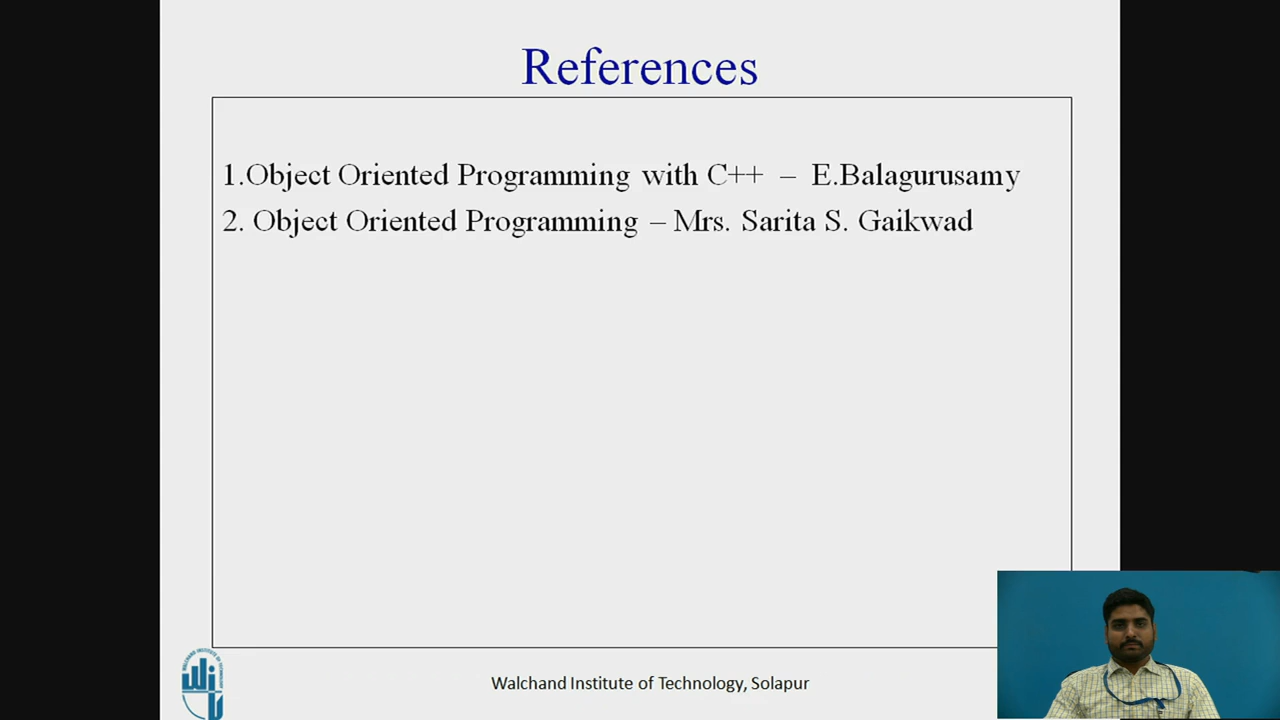 References
1.Object Oriented Programming with C++ – E.Balagurusamy
2. Object Oriented Programming – Mrs. Sarita S. Gaikwad
Walchand Institute of Technology, Solapur